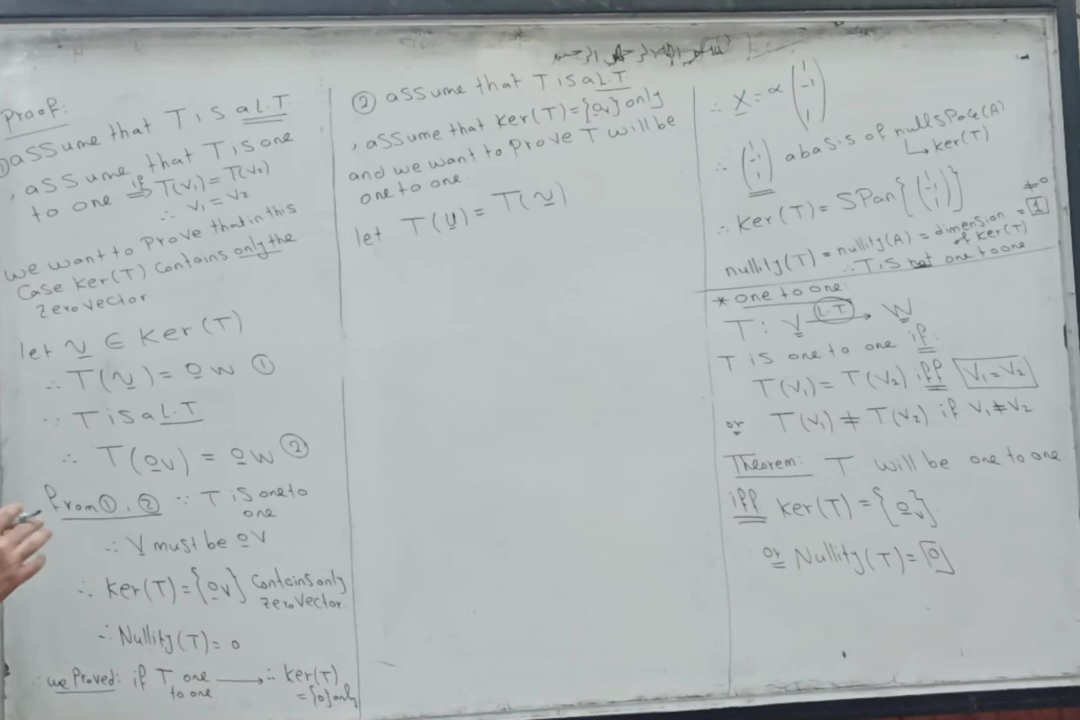 بسم الله الرحمن الرحيم
Proof:
① assume that T is a L.T
, assume that T is one
to one if ⇒ T(v₁) = T(v₂)
∴ v₁ = v₂
we want to prove that in this
Case Ker(T) Contains only the
zero vector
let v ∈ Ker(T)
∴ T(v) = 0w ①
∵ T is a L.T
∴ T(0v) = 0w ②
from ①, ② ∵ T is one to
one
∴ V must be 0v
∴ Ker(T) = {0v} Contains only
zero vector
∴ Nullity(T) = 0
we proved: if T one
to one → ∴ Ker(T)
= {0} only
② assume that T is a L.T
, assume that Ker(T) = {0v} only
and we want to prove T will be
one to one
let T(u) = T(v)
∴ X = α (1 -1 1)
∴ (1 -1 1) a basis of null space(A)
↳ Ker(T)
∴ Ker(T) = Span{(1 -1 1)}
nullity(T) = nullity(A) = dimension of Ker(T) = 1 ≠ 0
∴ T is not one to one
* one to one:
T : V L.T → W
T is one to one if:
T(v₁) = T(v₂) iff V₁ = V₂
or T(v₁) ≠ T(v₂) if v₁ ≠ v₂
Theorem: T will be one to one
iff Ker(T) = {0v}
or Nullity(T) = 0